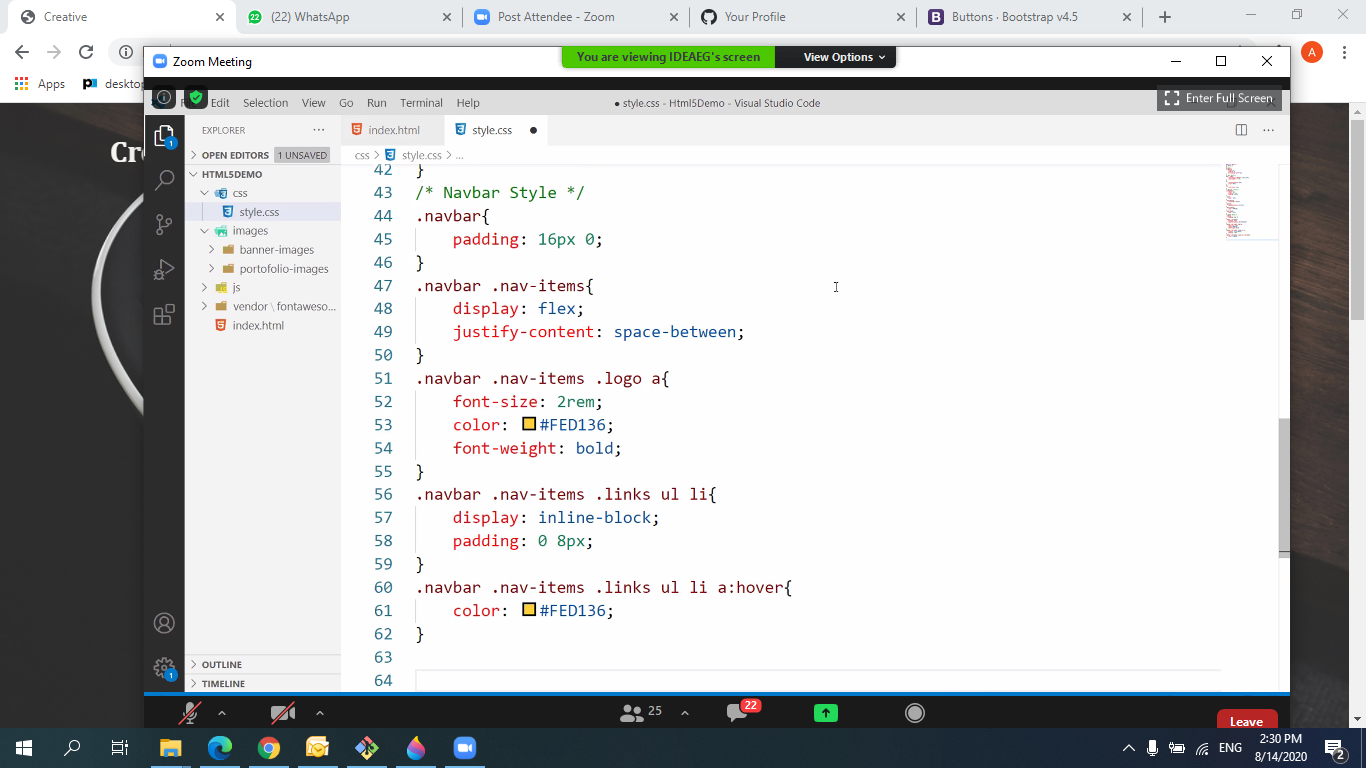 Creative
(22) WhatsApp
Post Attendee - Zoom
Your Profile
Buttons · Bootstrap v4.5
A
Apps
desktop
Zoom Meeting
You are viewing IDEAEG's screen
View Options
Edit Selection View Go Run Terminal Help
● style.css - Html5Demo - Visual Studio Code
Enter Full Screen
EXPLORER
index.html
style.css
OPEN EDITORS
1 UNSAVED
css > style.css > ...
HTML5DEMO
css
style.css
images
banner-images
portofolio-images
js
vendor \ fontaweso...
index.html
OUTLINE
TIMELINE
42 }
43 /* Navbar Style */
44 .navbar{
45 padding: 16px 0;
46 }
47 .navbar .nav-items{
48 display: flex;
49 justify-content: space-between;
50 }
51 .navbar .nav-items .logo a{
52 font-size: 2rem;
53 color: #FED136;
54 font-weight: bold;
55 }
56 .navbar .nav-items .links ul li{
57 display: inline-block;
58 padding: 0 8px;
59 }
60 .navbar .nav-items .links ul li a:hover{
61 color: #FED136;
62 }
63
64
1
1
25
22
Leave
ENG
2:30 PM
8/14/2020
2